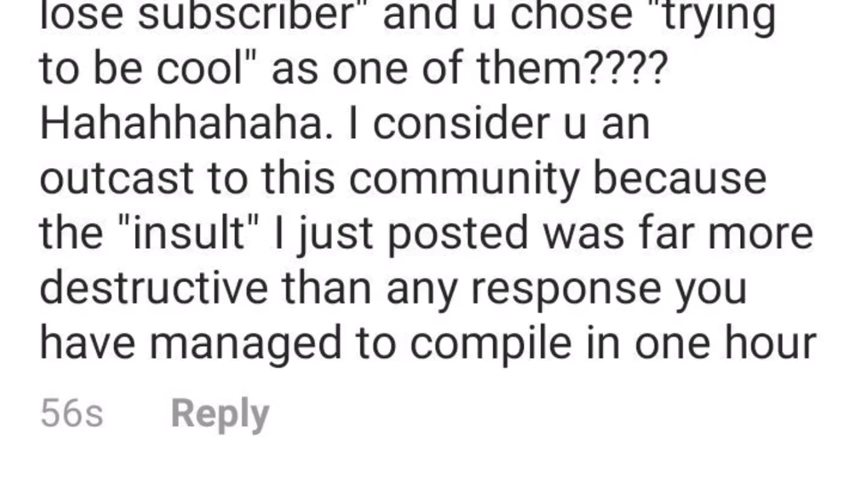 lose subscriber" and u chose "trying
to be cool" as one of them????
Hahahhahaha. I consider u an
outcast to this community because
the "insult" I just posted was far more
destructive than any response you
have managed to compile in one hour
56s Reply